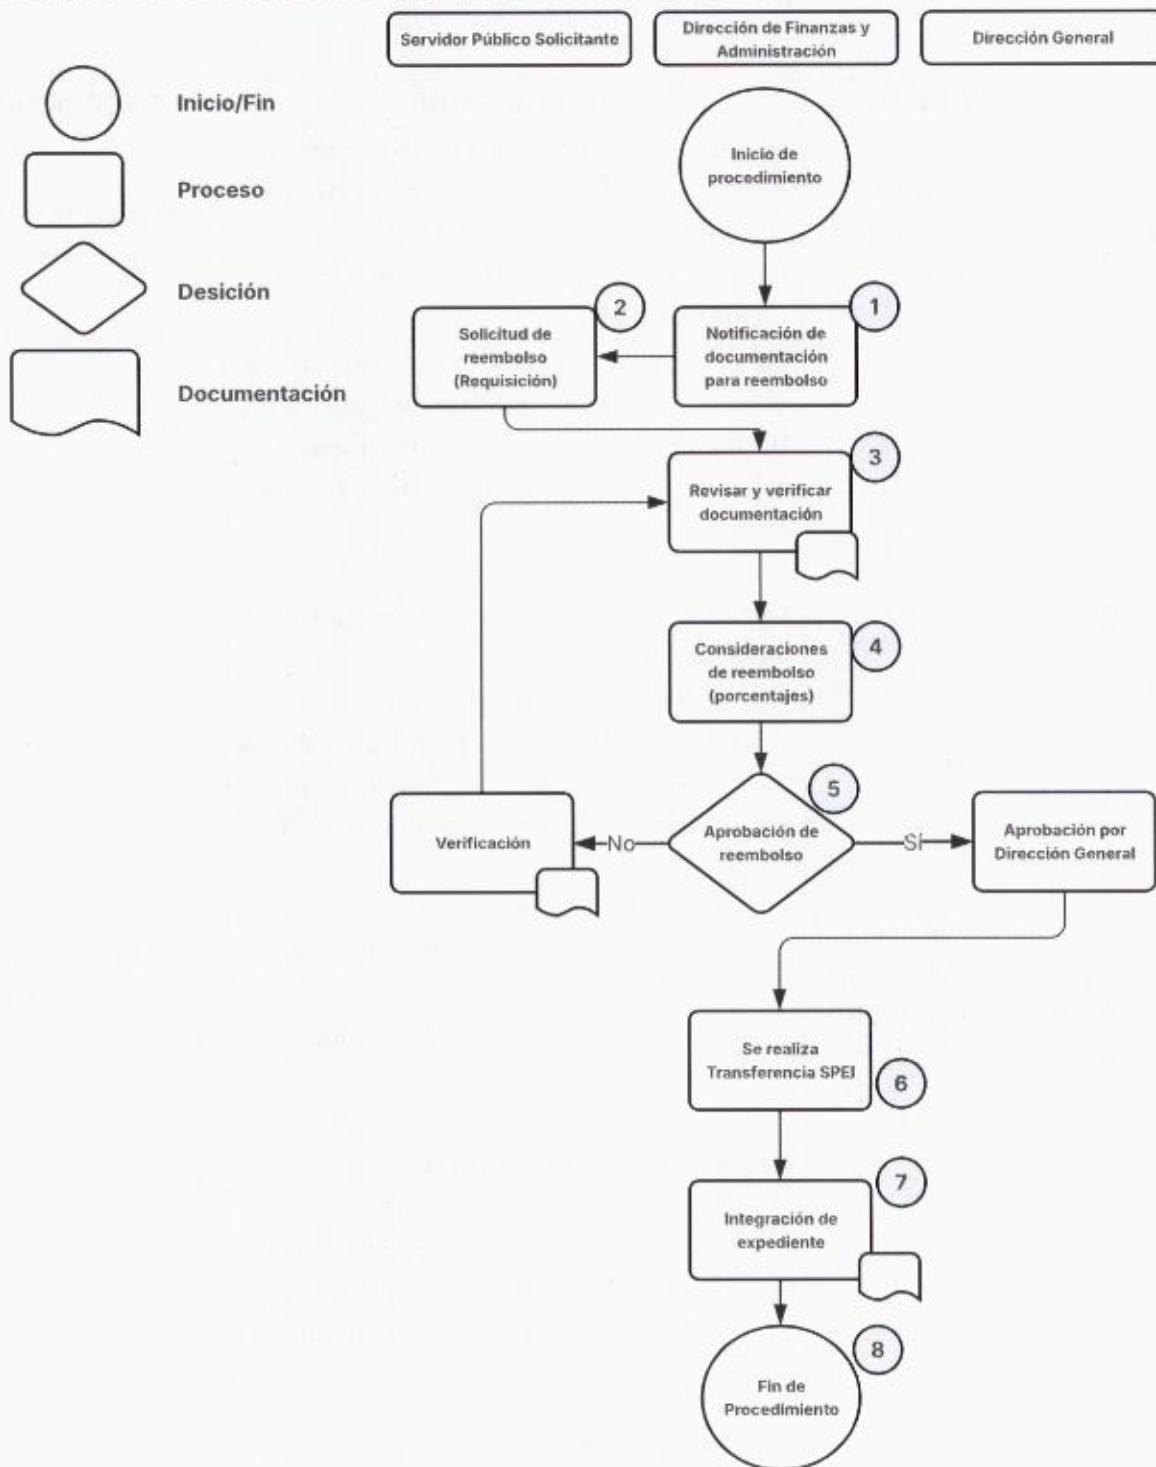 Servidor Público Solicitante
Dirección de Finanzas y
Administración
Dirección General
Inicio/Fin
Proceso
Desición
Documentación
Inicio de
procedimiento
1
Notificación de
documentación
para reembolso
2
Solicitud de
reembolso
(Requisición)
3
Revisar y verificar
documentación
4
Consideraciones
de reembolso
(porcentajes)
5
Aprobación de
reembolso
No
Verificación
Sí
Aprobación por
Dirección General
Se realiza
Transferencia SPEI
6
7
Integración de
expediente
8
Fin de
Procedimiento